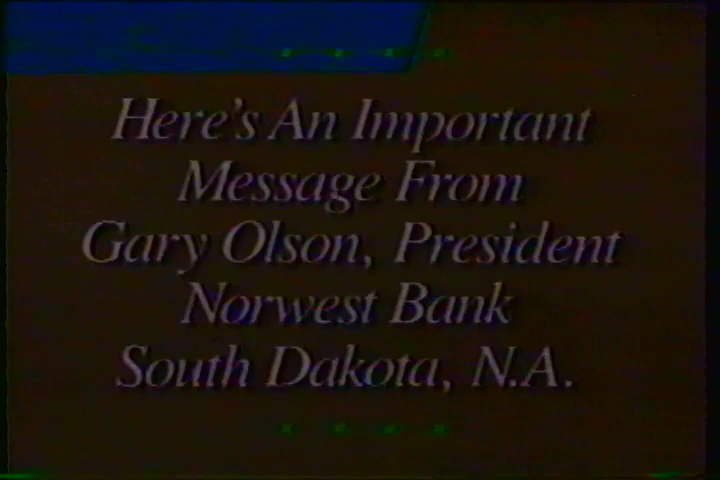 Here's An Important
Message From
Gary Olson, President
Norwest Bank
South Dakota, N.A.